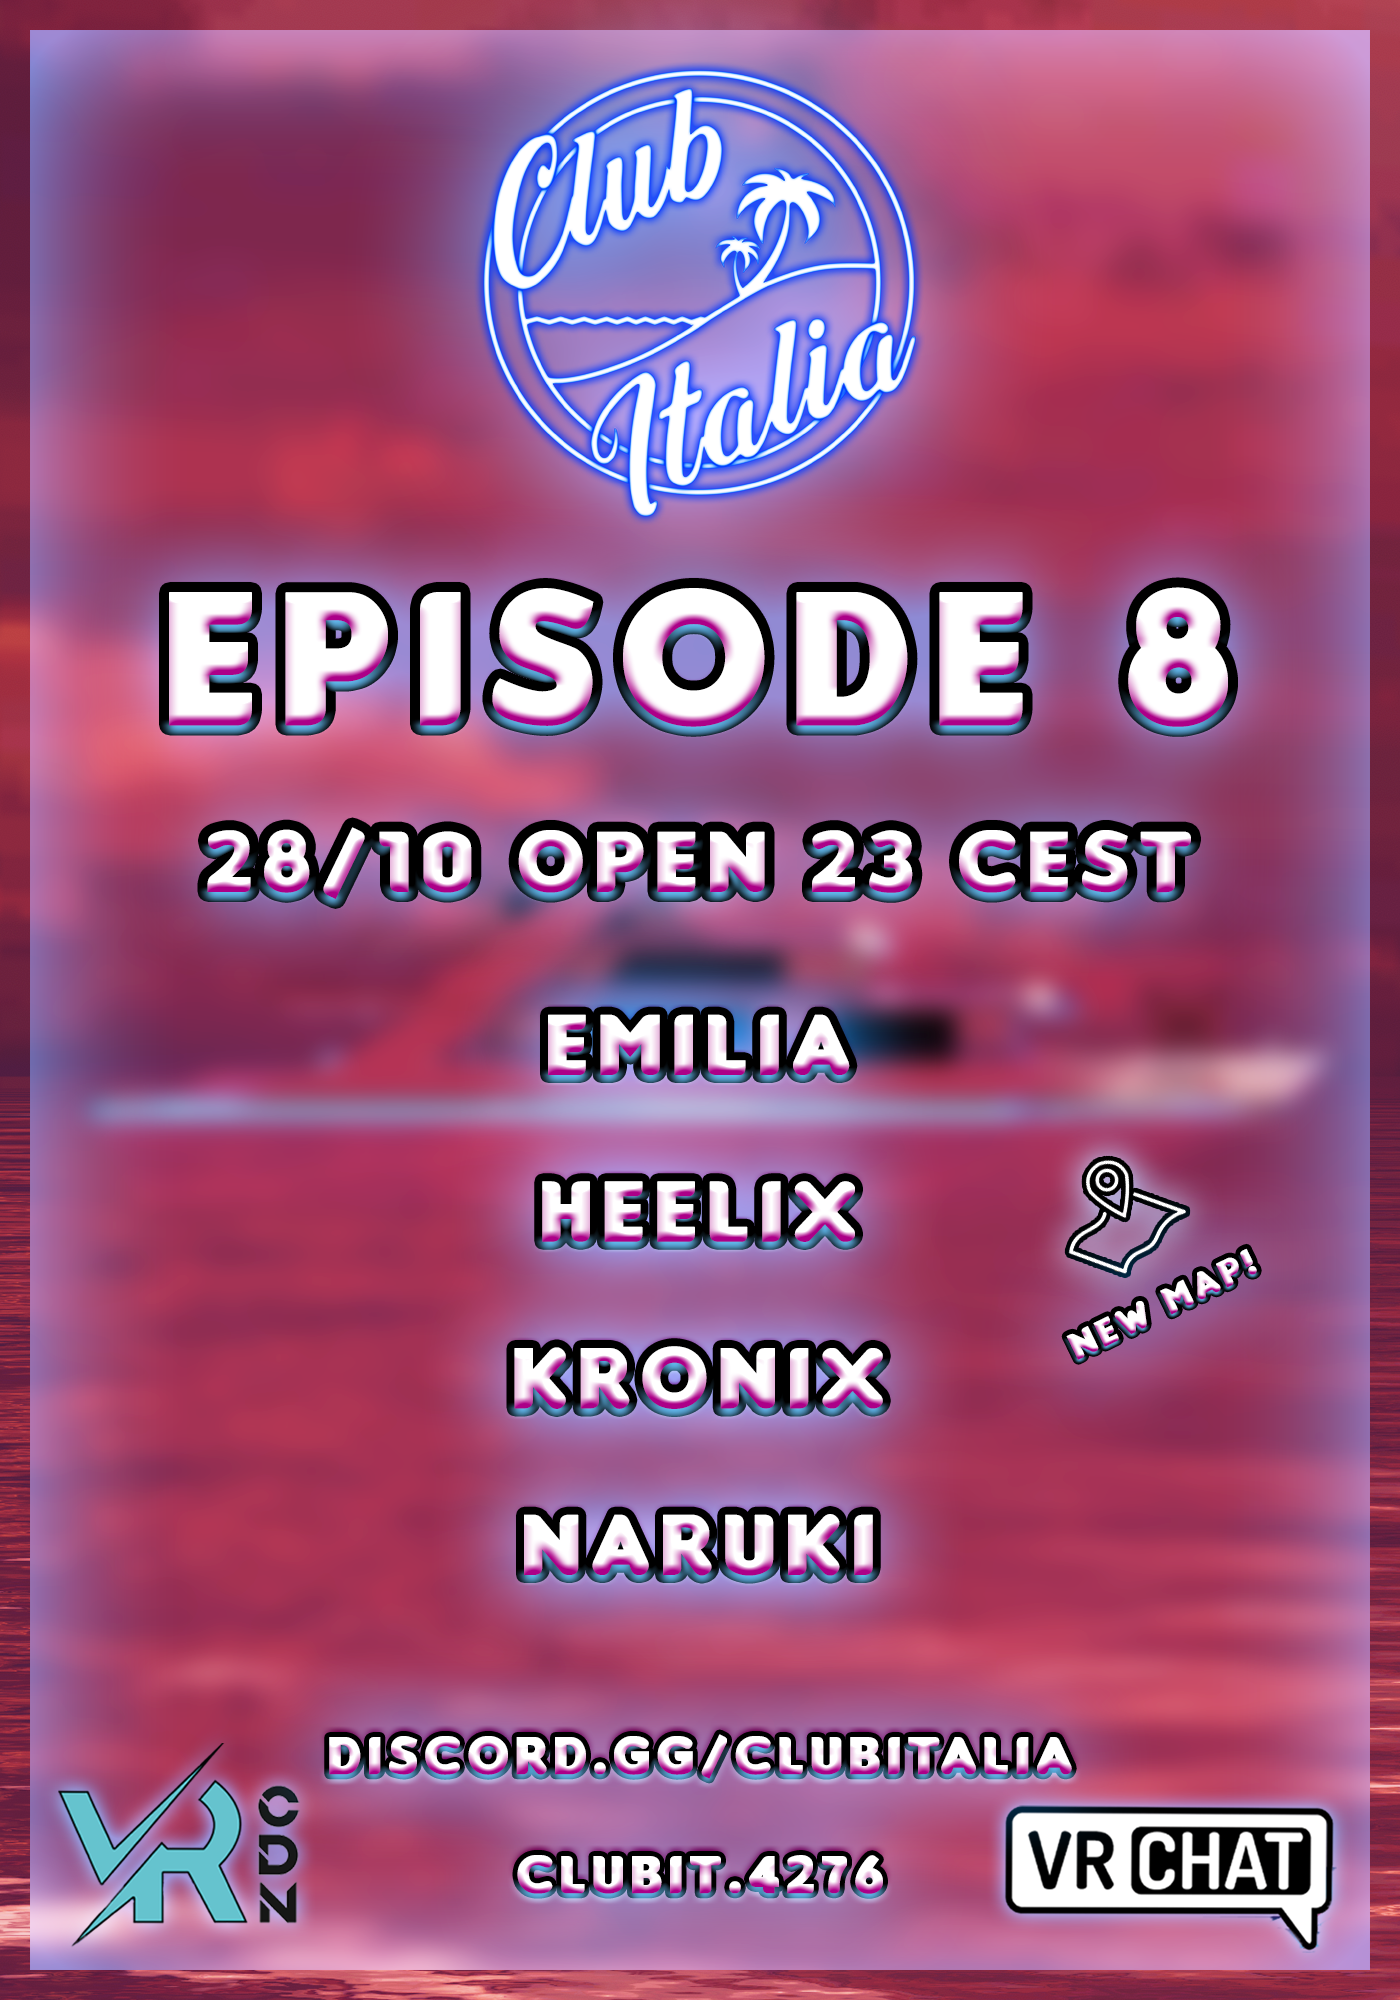 Club
Italia
EPISODE 8
28/10 OPEN 23 CEST
EMILIA
HEELIX
KRONIX
NARUKI
NEW MAP!
DISCORD.GG/CLUBITALIA
CLUBIT.4276
VR CDN
VR CHAT